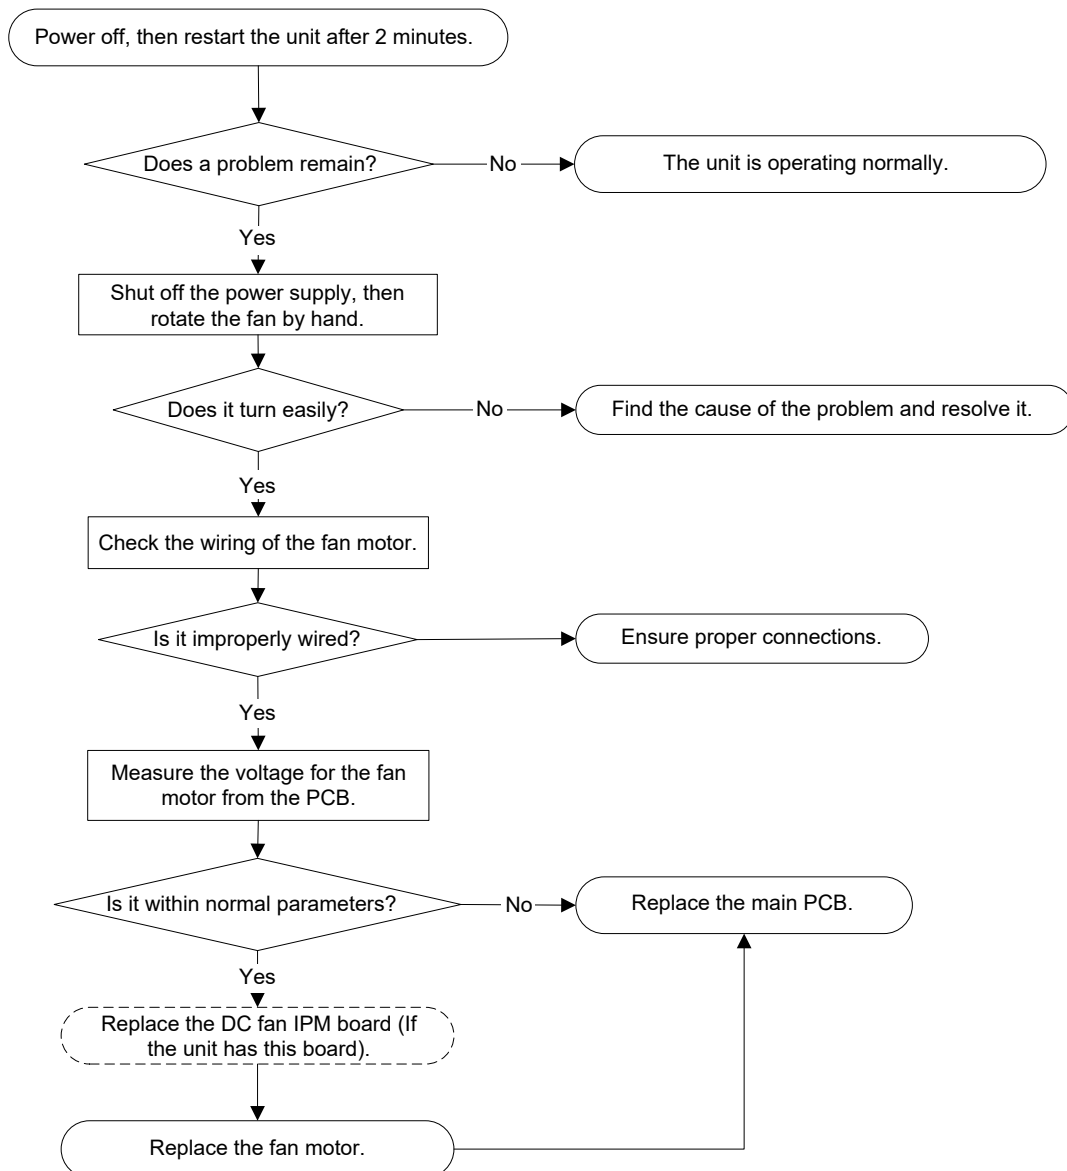 Power off, then restart the unit after 2 minutes.
Does a problem remain?
No
The unit is operating normally.
Yes
Shut off the power supply, then
rotate the fan by hand.
Does it turn easily?
No
Find the cause of the problem and resolve it.
Yes
Check the wiring of the fan motor.
Is it improperly wired?
Ensure proper connections.
Yes
Measure the voltage for the fan
motor from the PCB.
Is it within normal parameters?
No
Replace the main PCB.
Yes
Replace the DC fan IPM board (If
the unit has this board).
Replace the fan motor.